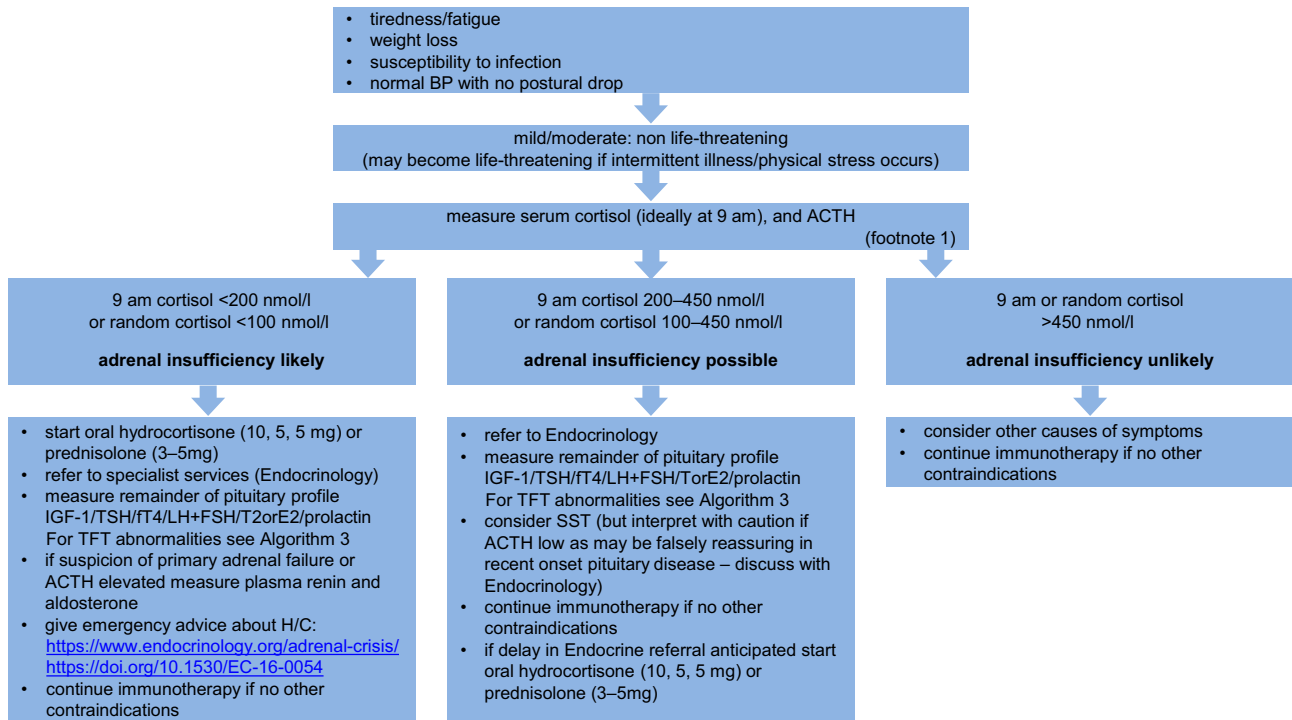 • tiredness/fatigue
• weight loss
• susceptibility to infection
• normal BP with no postural drop
mild/moderate: non life-threatening
(may become life-threatening if intermittent illness/physical stress occurs)
measure serum cortisol (ideally at 9 am), and ACTH
(footnote 1)
9 am cortisol <200 nmol/l
or random cortisol <100 nmol/l
adrenal insufficiency likely
9 am cortisol 200–450 nmol/l
or random cortisol 100–450 nmol/l
adrenal insufficiency possible
9 am or random cortisol
>450 nmol/l
adrenal insufficiency unlikely
• start oral hydrocortisone (10, 5, 5 mg) or
prednisolone (3–5mg)
• refer to specialist services (Endocrinology)
• measure remainder of pituitary profile
IGF-1/TSH/fT4/LH+FSH/T2orE2/prolactin
For TFT abnormalities see Algorithm 3
• if suspicion of primary adrenal failure or
ACTH elevated measure plasma renin and
aldosterone
• give emergency advice about H/C:
https://www.endocrinology.org/adrenal-crisis/
https://doi.org/10.1530/EC-16-0054
• continue immunotherapy if no other
contraindications
• refer to Endocrinology
• measure remainder of pituitary profile
IGF-1/TSH/fT4/LH+FSH/TorE2/prolactin
For TFT abnormalities see Algorithm 3
• consider SST (but interpret with caution if
ACTH low as may be falsely reassuring in
recent onset pituitary disease – discuss with
Endocrinology)
• continue immunotherapy if no other
contraindications
• if delay in Endocrine referral anticipated start
oral hydrocortisone (10, 5, 5 mg) or
prednisolone (3–5mg)
• consider other causes of symptoms
• continue immunotherapy if no other
contraindications